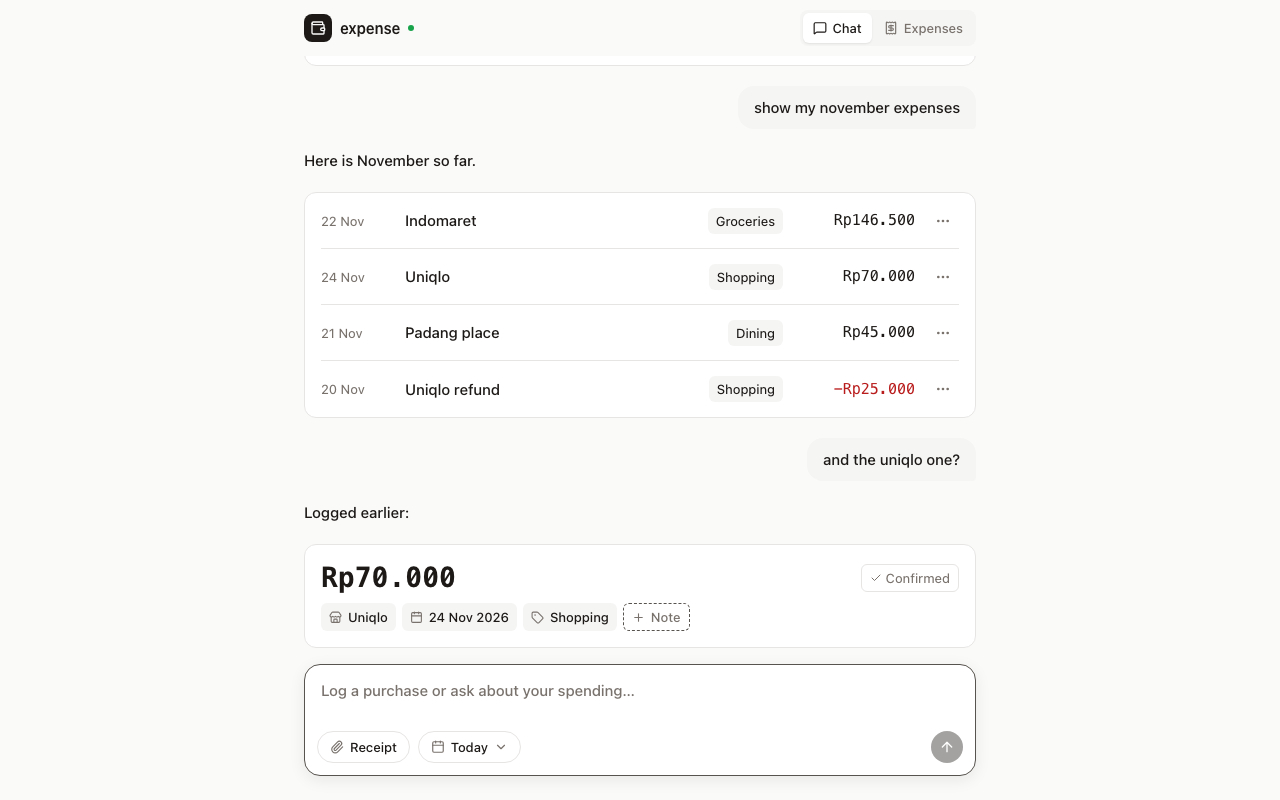 expense
Chat
Expenses
show my november expenses
Here is November so far.
22 Nov Indomaret Groceries Rp146.500
24 Nov Uniqlo Shopping Rp70.000
21 Nov Padang place Dining Rp45.000
20 Nov Uniqlo refund Shopping −Rp25.000
and the uniqlo one?
Logged earlier:
Rp70.000 Confirmed
Uniqlo 24 Nov 2026 Shopping + Note
Log a purchase or ask about your spending...
Receipt Today